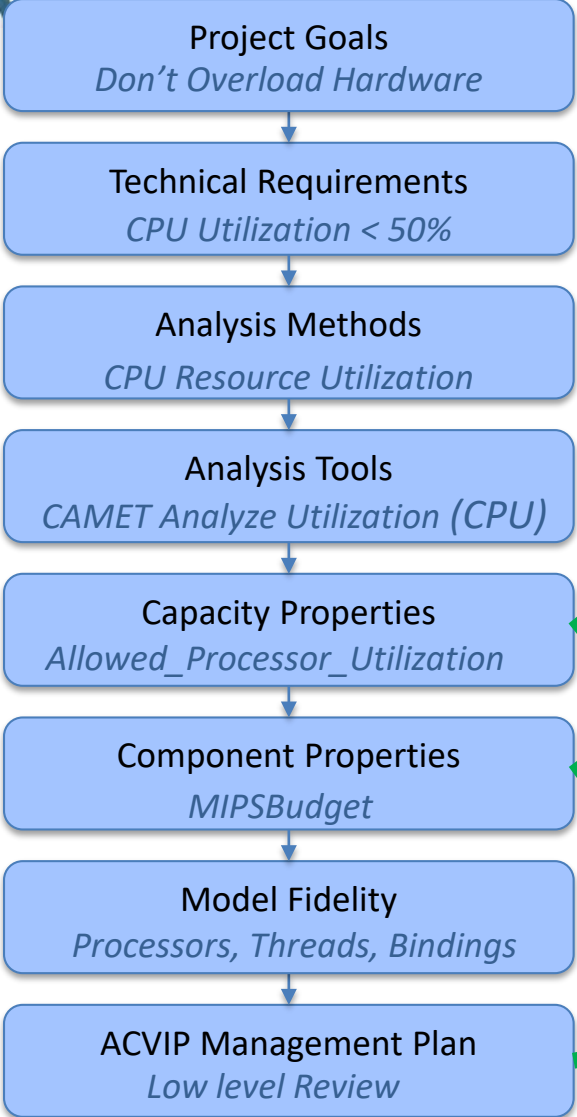 Project Goals
Don’t Overload Hardware
Technical Requirements
CPU Utilization < 50%
Analysis Methods
CPU Resource Utilization
Analysis Tools
CAMET Analyze Utilization (CPU)
Capacity Properties
Allowed_Processor_Utilization
Component Properties
MIPSBudget
Model Fidelity
Processors, Threads, Bindings
ACVIP Management Plan
Low level Review